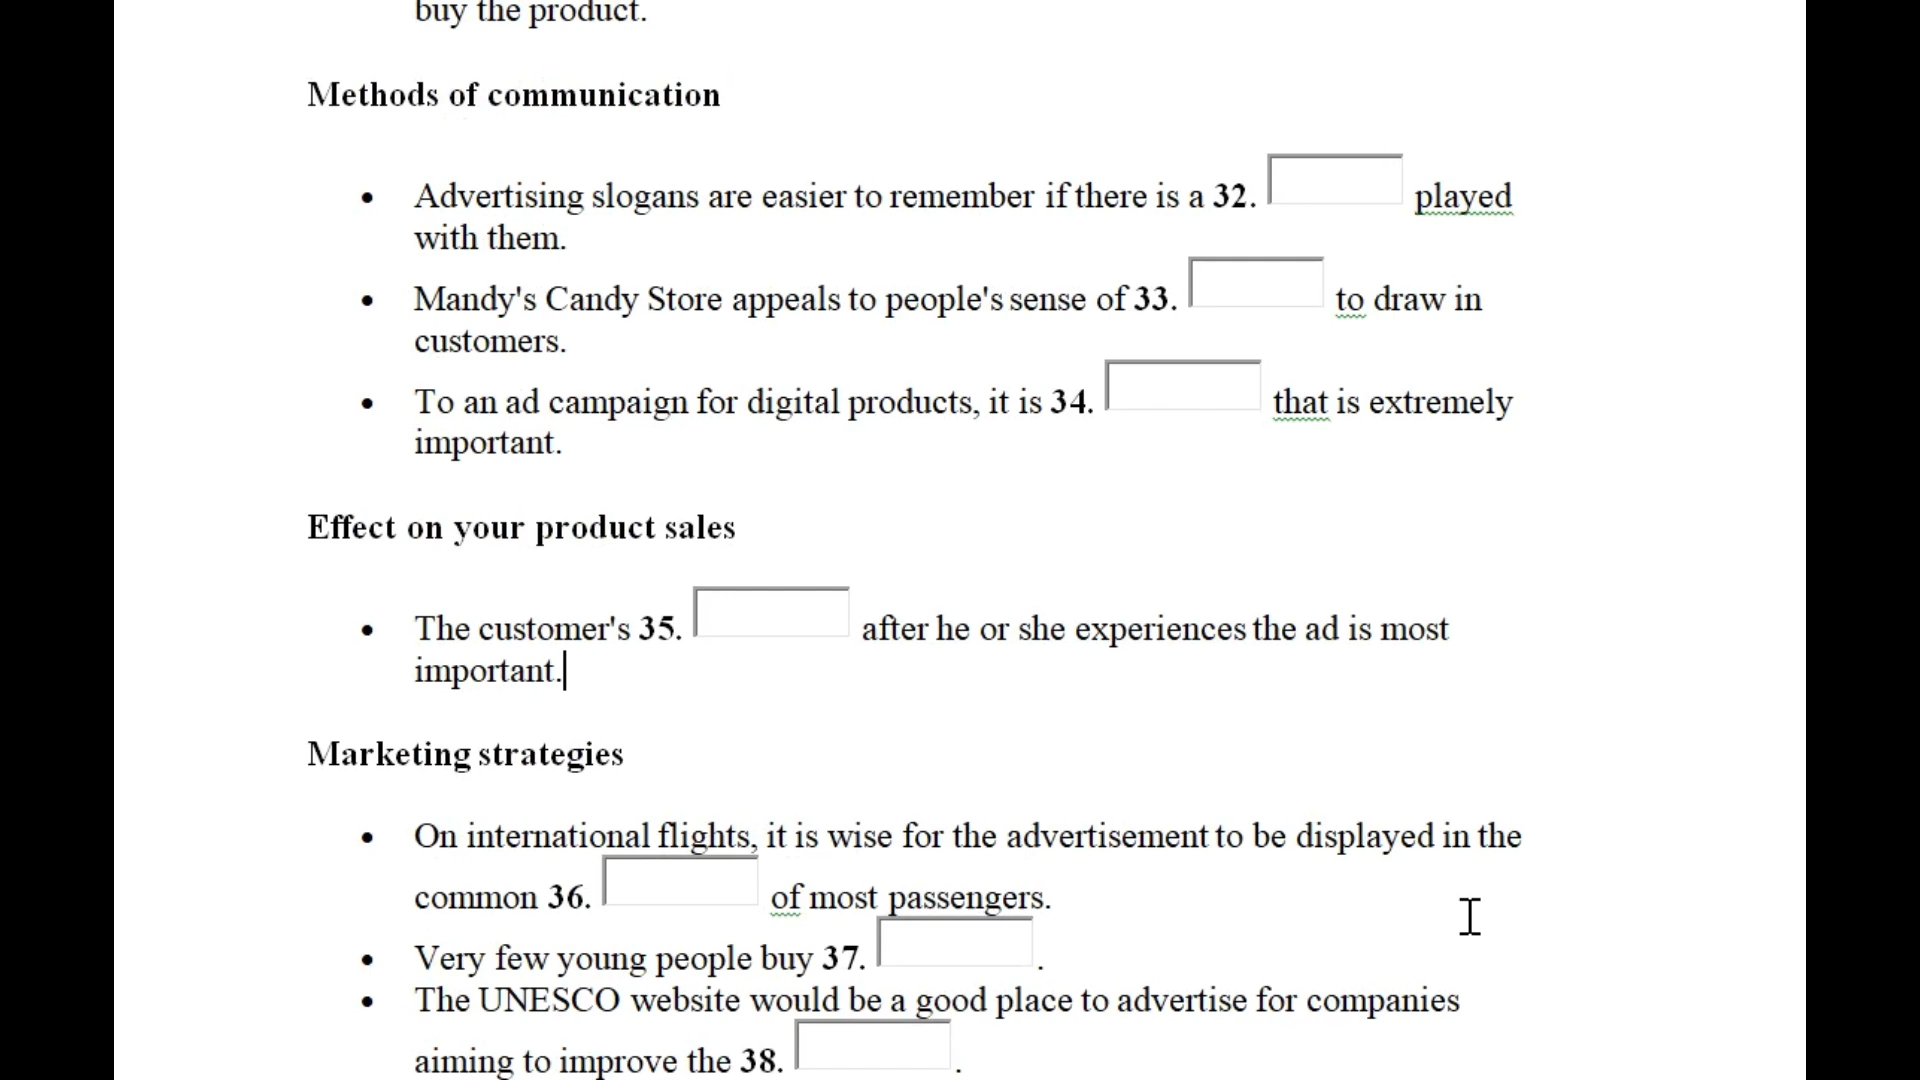 buy the product.
Methods of communication
• Advertising slogans are easier to remember if there is a 32. played
with them.
• Mandy's Candy Store appeals to people's sense of 33. to draw in
customers.
• To an ad campaign for digital products, it is 34. that is extremely
important.
Effect on your product sales
• The customer's 35. after he or she experiences the ad is most
important.
Marketing strategies
• On international flights, it is wise for the advertisement to be displayed in the
common 36. of most passengers.
• Very few young people buy 37. .
• The UNESCO website would be a good place to advertise for companies
aiming to improve the 38. .